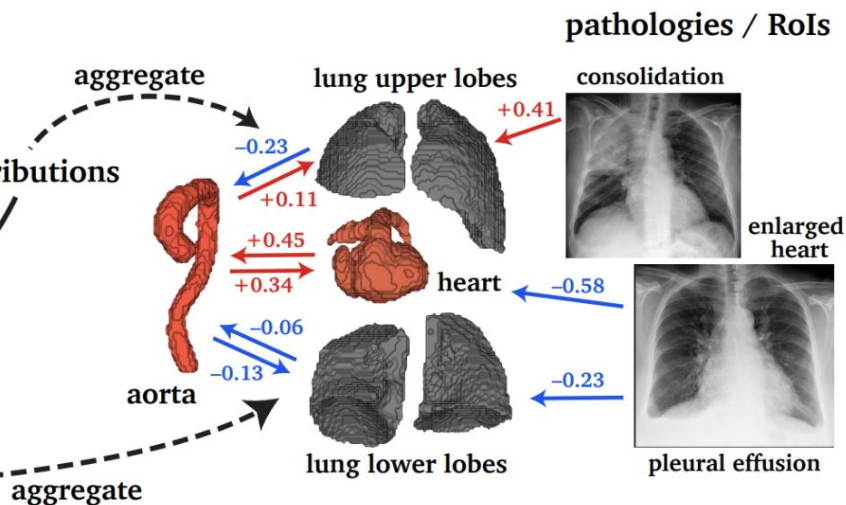 pathologies / RoIs
aggregate
lung upper lobes
consolidation
+0.41
−0.23
ributions
+0.11
enlarged
heart
+0.45
+0.34
heart
−0.58
−0.06
−0.13
−0.23
aorta
lung lower lobes
pleural effusion
aggregate